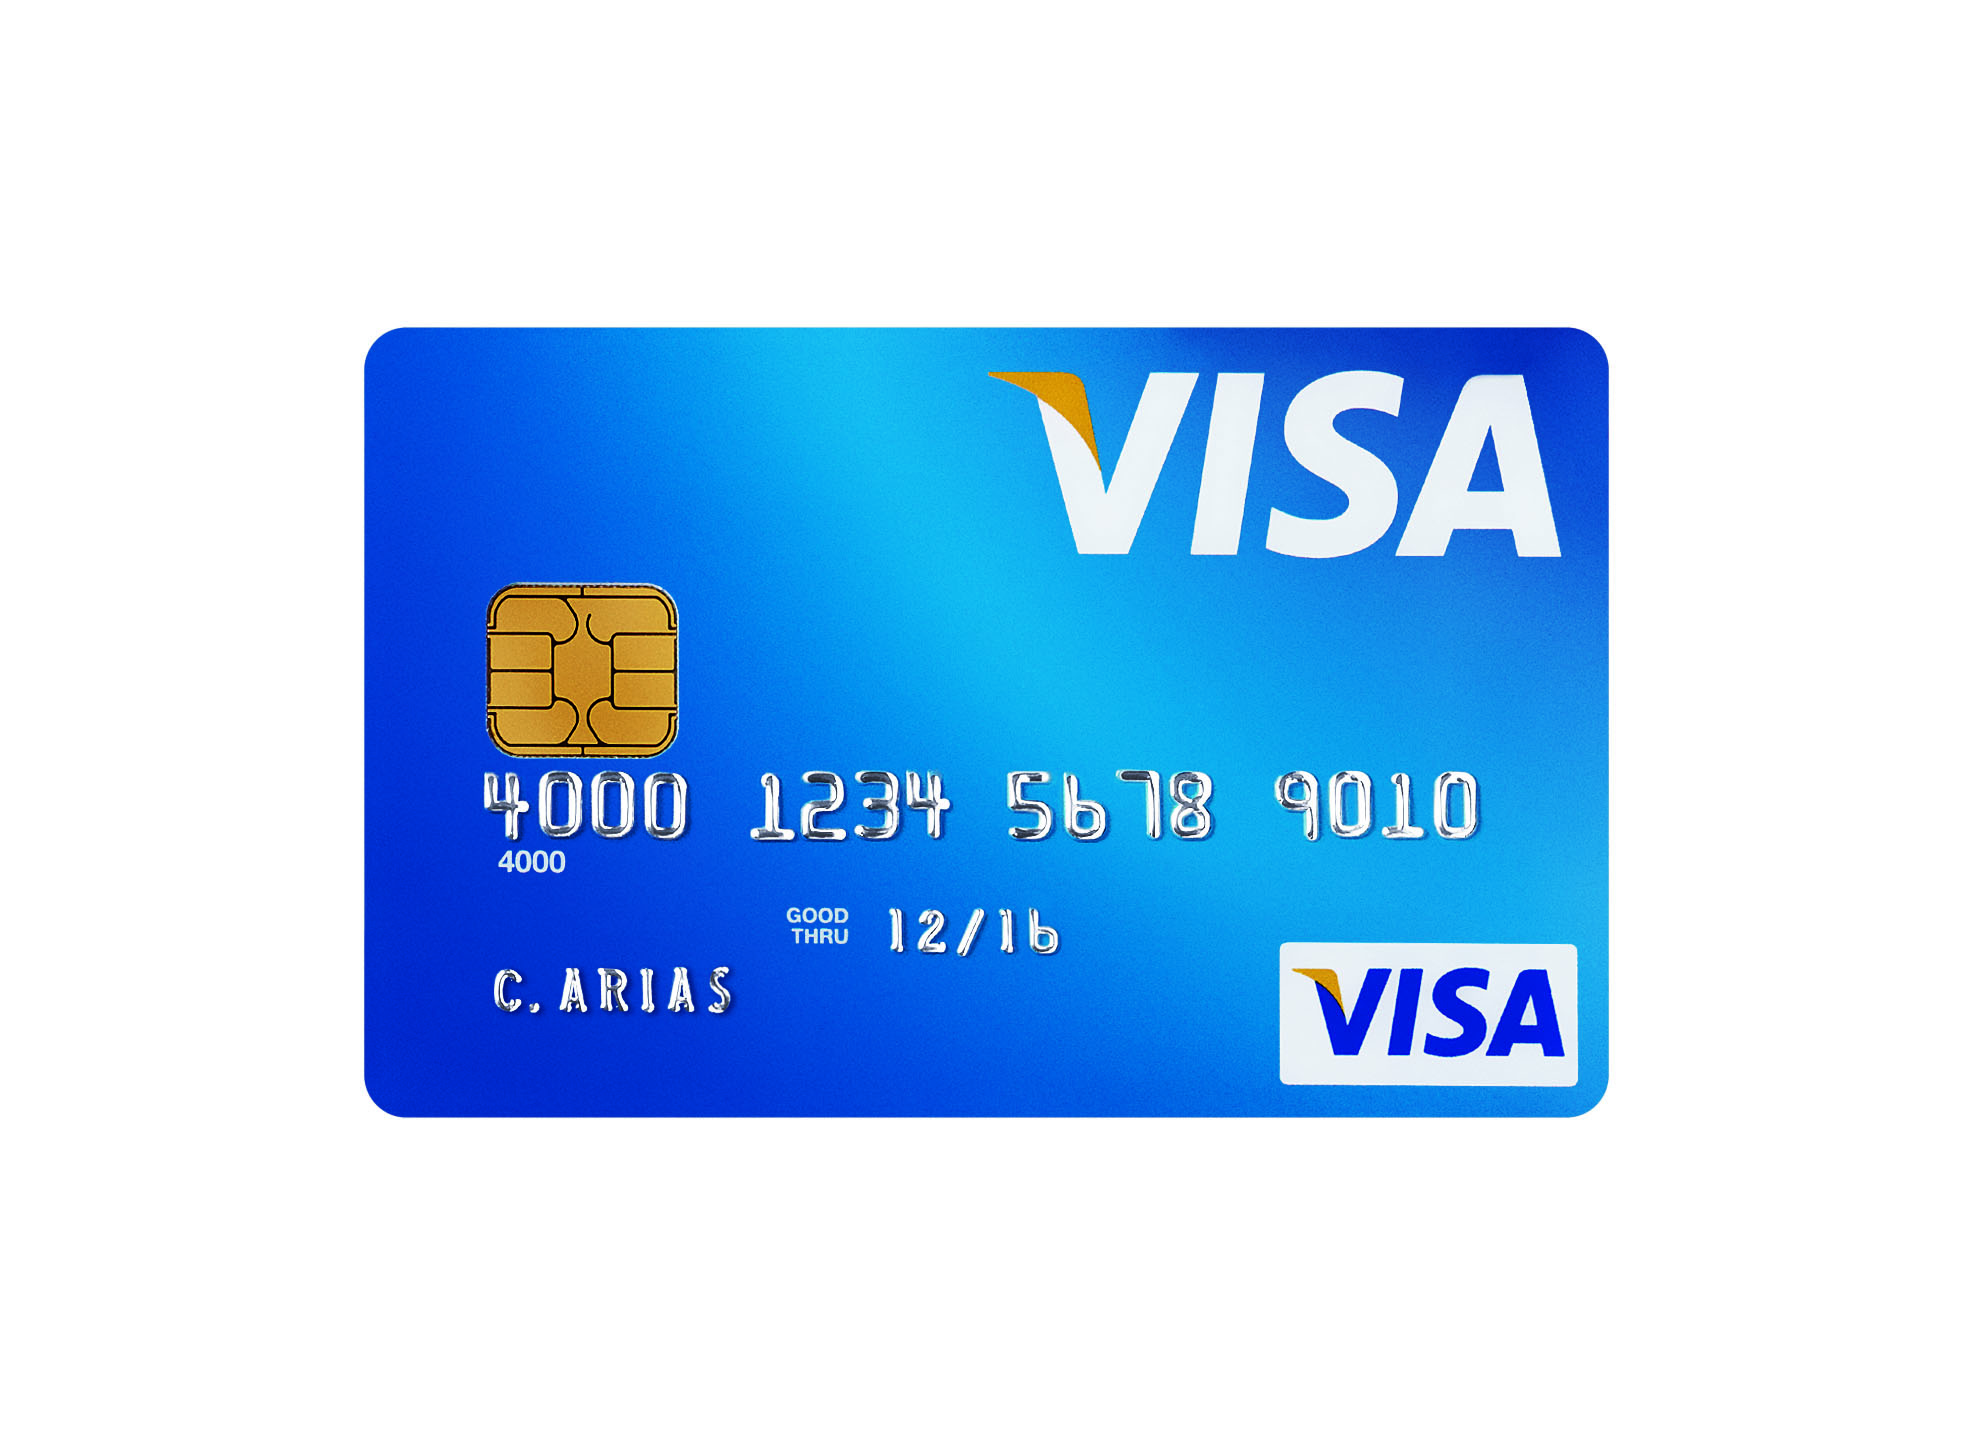 VISA
4000 1234 5678 9010
4000
GOOD
THRU
12/16
C. ARIAS
VISA